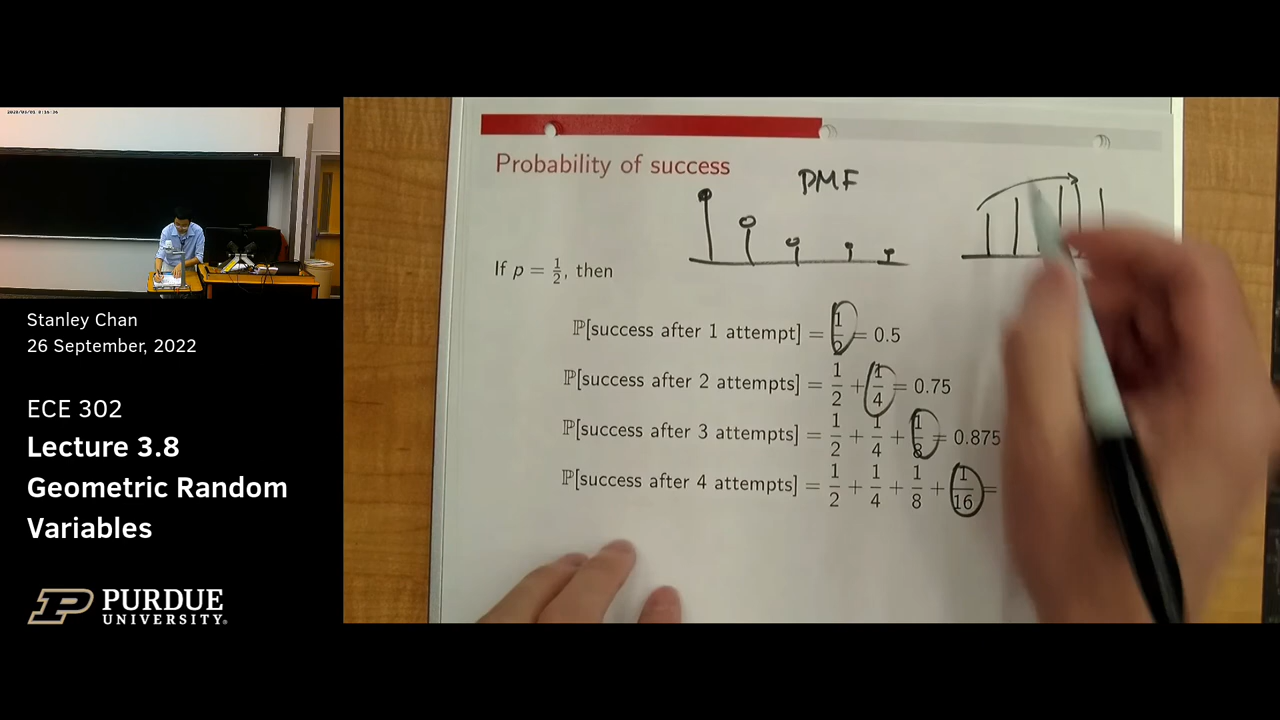 Stanley Chan
26 September, 2022
ECE 302
Lecture 3.8
Geometric Random
Variables
PURDUE
UNIVERSITY.
Probability of success
PMF
If p = 1/2, then
ℙ[success after 1 attempt] = 1/2 = 0.5
ℙ[success after 2 attempts] = 1/2 + 1/4 = 0.75
ℙ[success after 3 attempts] = 1/2 + 1/4 + 1/8 = 0.875
ℙ[success after 4 attempts] = 1/2 + 1/4 + 1/8 + 1/16 =